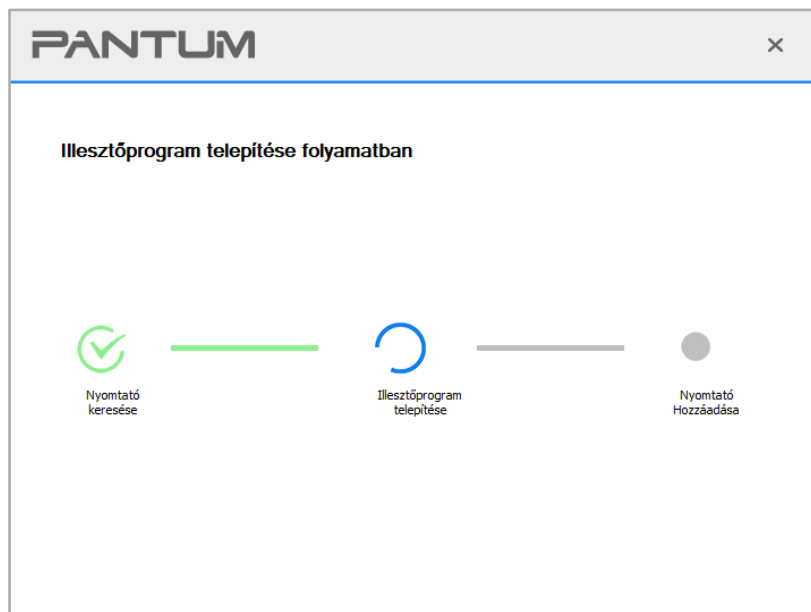 PANTUM
Illesztőprogram telepítése folyamatban
Nyomtató
keresése
Illesztőprogram
telepítése
Nyomtató
Hozzáadása